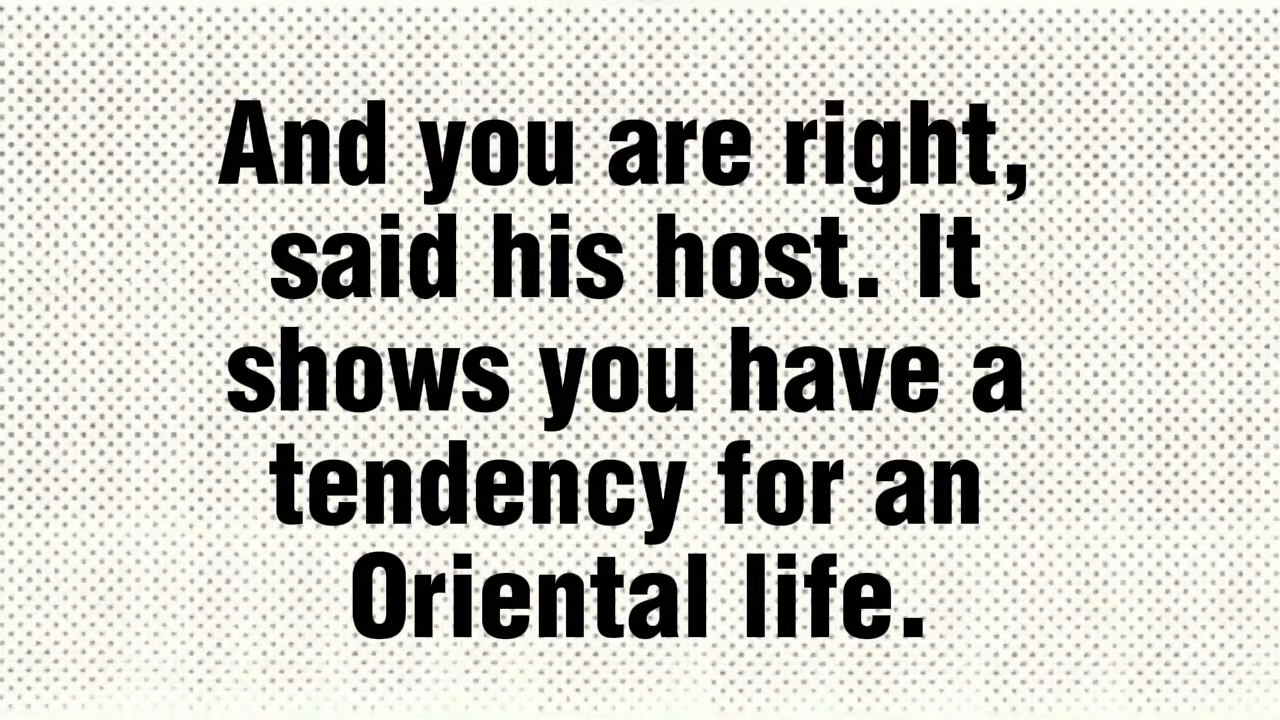 And you are right,
said his host. It
shows you have a
tendency for an
Oriental life.